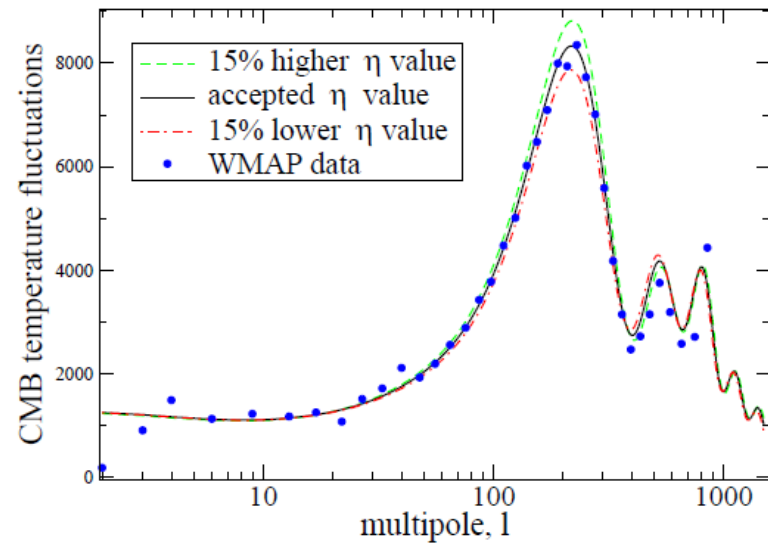 15% higher η value
accepted η value
15% lower η value
WMAP data
CMB temperature fluctuations
8000
6000
4000
2000
0
10
100
1000
multipole, l